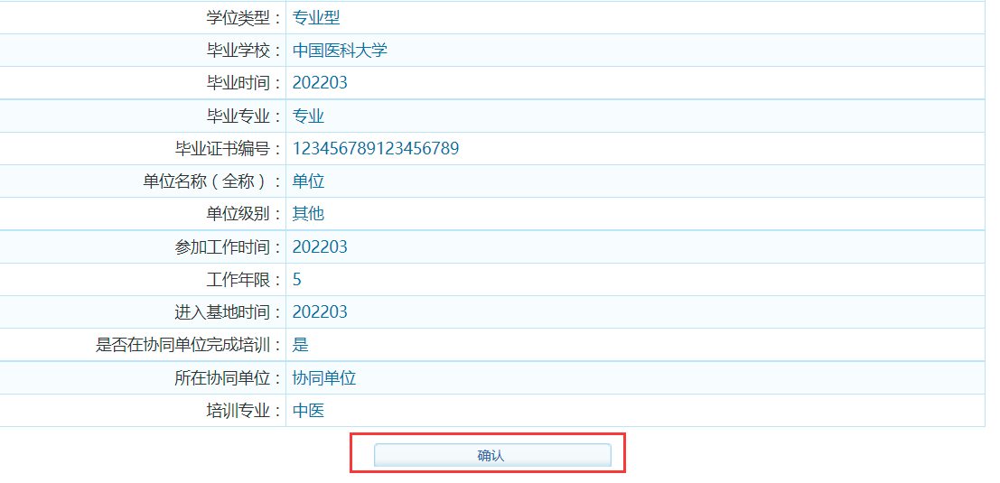 学位类型： 专业型
毕业学校： 中国医科大学
毕业时间： 202203
毕业专业： 专业
毕业证书编号： 123456789123456789
单位名称（全称）： 单位
单位级别： 其他
参加工作时间： 202203
工作年限： 5
进入基地时间： 202203
是否在协同单位完成培训： 是
所在协同单位： 协同单位
培训专业： 中医
确认